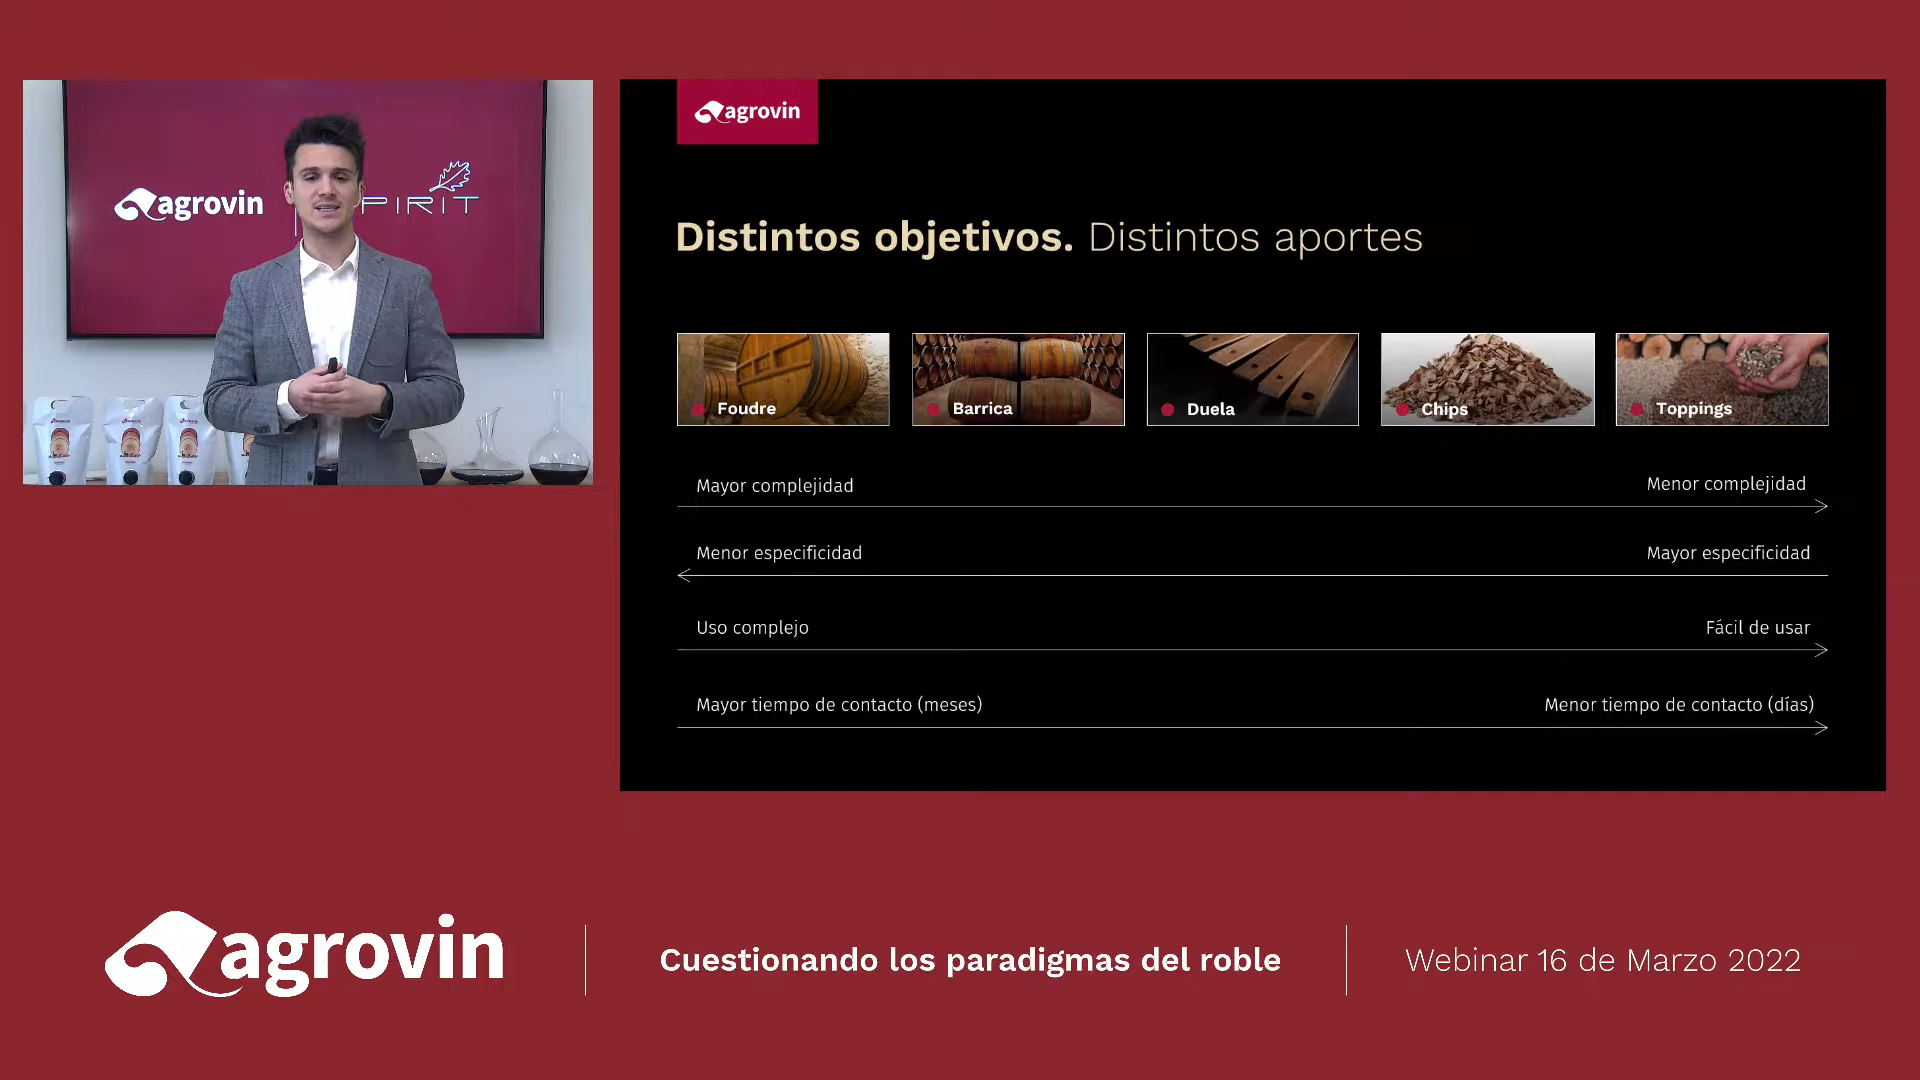 agrovin
PIRIT
agrovin
Distintos objetivos. Distintos aportes
Foudre
Barrica
Duela
Chips
Toppings
Mayor complejidad
Menor complejidad
Menor especificidad
Mayor especificidad
Uso complejo
Fácil de usar
Mayor tiempo de contacto (meses)
Menor tiempo de contacto (días)
agrovin
Cuestionando los paradigmas del roble
Webinar 16 de Marzo 2022